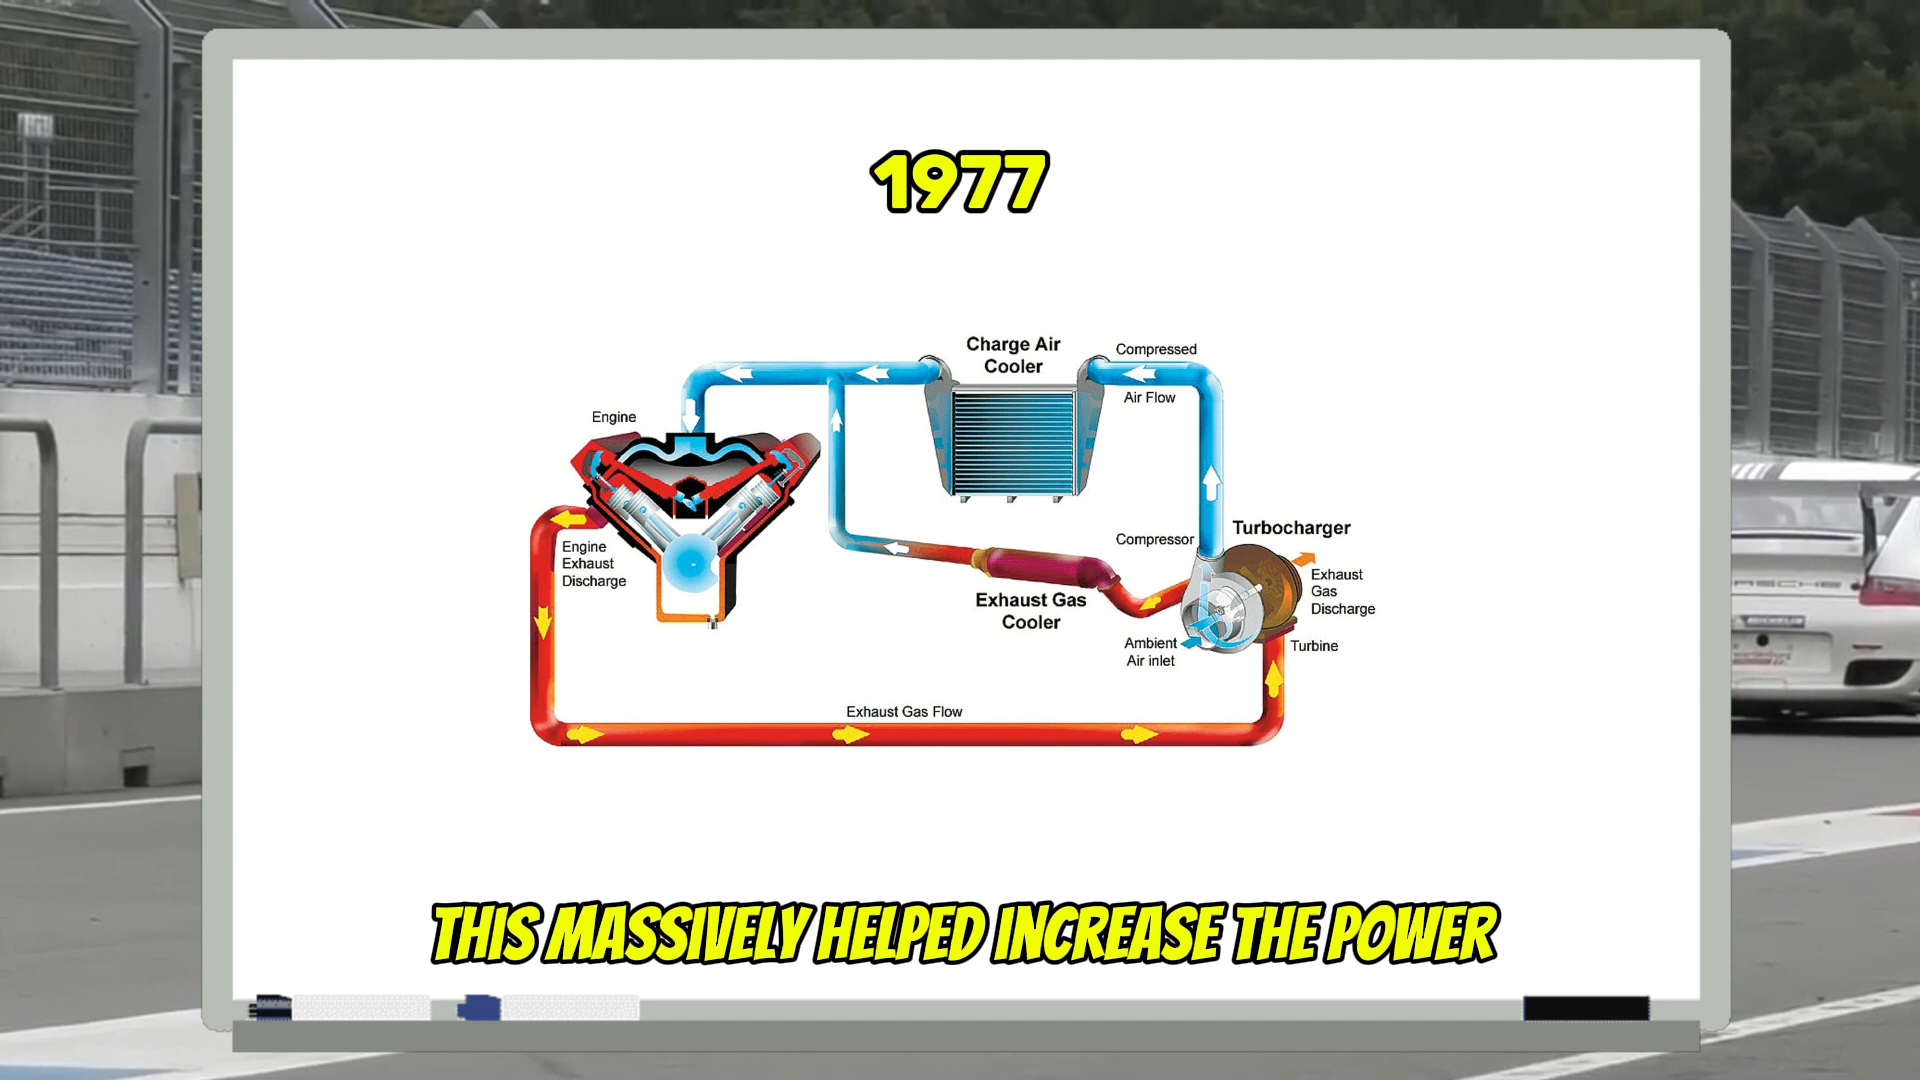 1977
Charge Air
Cooler
Compressed
Air Flow
Engine
Engine
Exhaust
Discharge
Compressor
Turbocharger
Exhaust
Gas
Discharge
Exhaust Gas
Cooler
Ambient
Air inlet
Turbine
Exhaust Gas Flow
THIS MASSIVELY HELPED INCREASE THE POWER